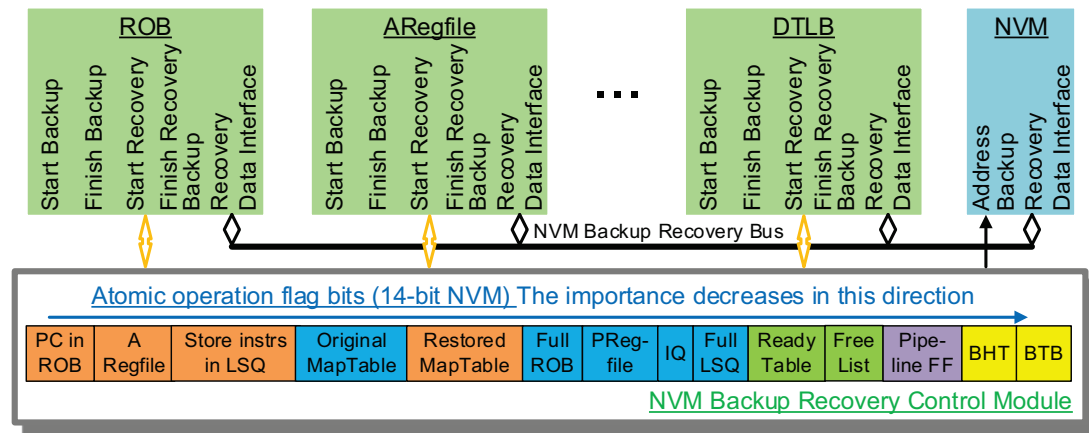 ROB
Start Backup
Finish Backup
Start Recovery
Finish Recovery
Backup
Recovery
Data Interface
ARegfile
Start Backup
Finish Backup
Start Recovery
Finish Recovery
Backup
Recovery
Data Interface
...
DTLB
Start Backup
Finish Backup
Start Recovery
Finish Recovery
Backup
Recovery
Data Interface
NVM
Address
Backup
Recovery
Data Interface
NVM Backup Recovery Bus
Atomic operation flag bits (14-bit NVM) The importance decreases in this direction
PC in
ROB
A
Regfile
Store instrs
in LSQ
Original
MapTable
Restored
MapTable
Full
ROB
PReg-
file
IQ
Full
LSQ
Ready
Table
Free
List
Pipe-
line FF
BHT
BTB
NVM Backup Recovery Control Module